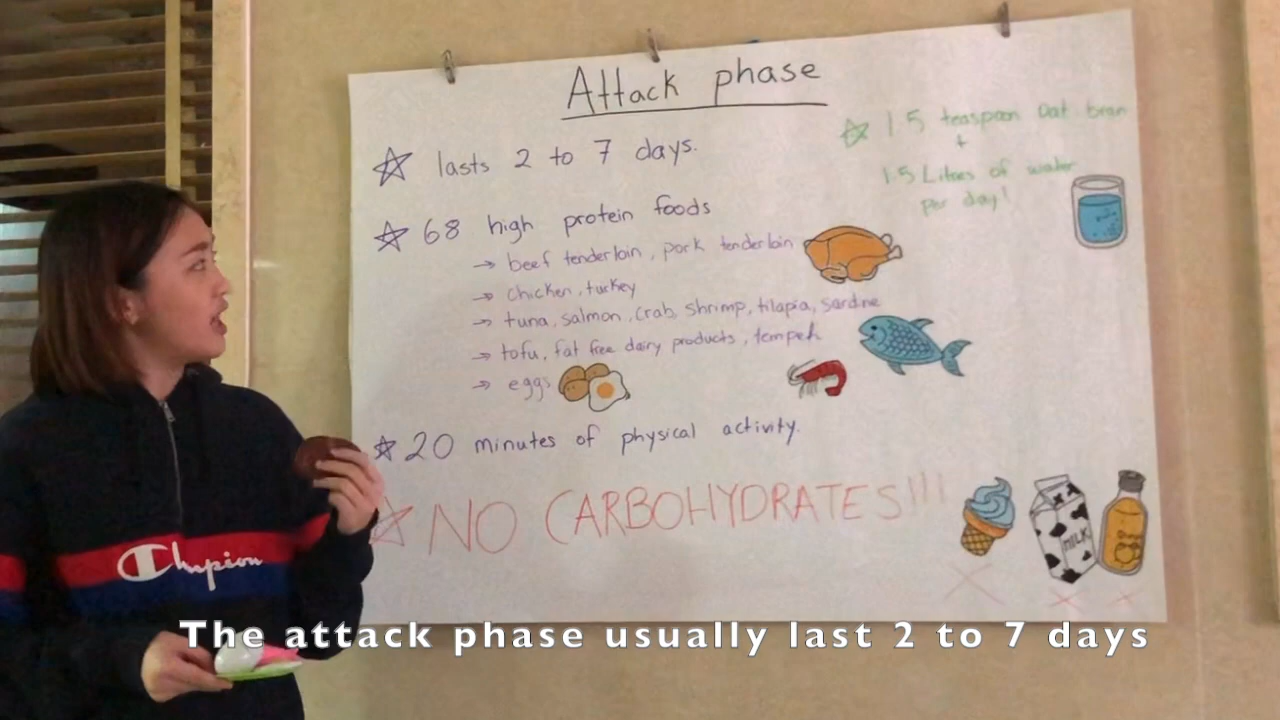 Attack phase
☆ lasts 2 to 7 days.
☆ 68 high protein foods
→ beef tenderloin, pork tenderloin
→ chicken, turkey
→ tuna, salmon, crab, shrimp, tilapia, sardine
→ tofu, fat free dairy products, tempeh
→ eggs
☆ 20 minutes of physical activity.
☆ NO CARBOHYDRATES!!!
☆ 1.5 teaspoon oat bran
+
1.5 Litres of water
per day!
MILK
Champion
The attack phase usually last 2 to 7 days